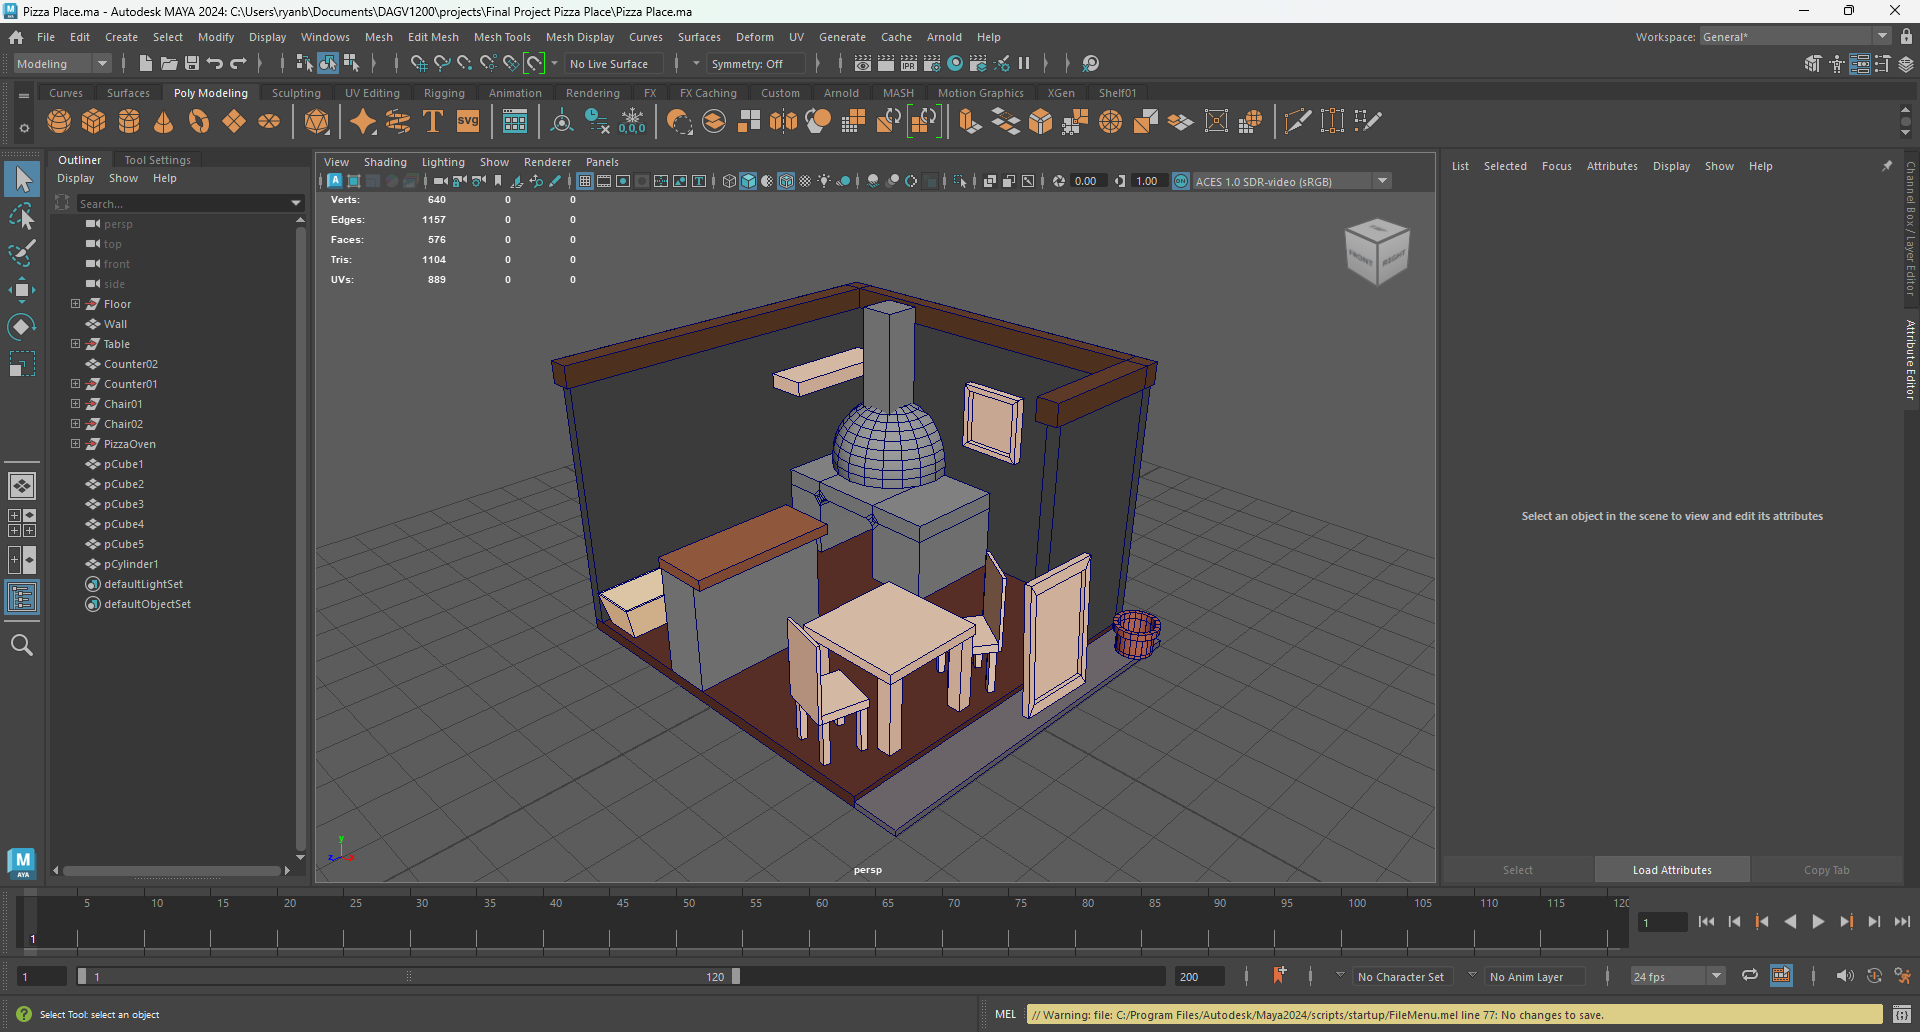 Pizza Place.ma - Autodesk MAYA 2024: C:\Users\ryanb\Documents\DAGV1200\projects\Final Project Pizza Place\Pizza Place.ma
File Edit Create Select Modify Display Windows Mesh Edit Mesh Mesh Tools Mesh Display Curves Surfaces Deform UV Generate Cache Arnold Help
Workspace: General*
Modeling No Live Surface Symmetry: Off
Curves Surfaces Poly Modeling Sculpting UV Editing Rigging Animation Rendering FX FX Caching Custom Arnold MASH Motion Graphics XGen Shelf01
T svg 0,0,0
Outliner Tool Settings
Display Show Help
Search...
persp
top
front
side
Floor
Wall
Table
Counter02
Counter01
Chair01
Chair02
PizzaOven
pCube1
pCube2
pCube3
pCube4
pCube5
pCylinder1
defaultLightSet
defaultObjectSet
View Shading Lighting Show Renderer Panels
0.00 1.00 ACES 1.0 SDR-video (sRGB)
Verts: 640 0 0
Edges: 1157 0 0
Faces: 576 0 0
Tris: 1104 0 0
UVs: 889 0 0
FRONT RIGHT
y
z x
persp
List Selected Focus Attributes Display Show Help
Select an object in the scene to view and edit its attributes
Select Load Attributes Copy Tab
Channel Box / Layer Editor
Attribute Editor
M
AYA
5 10 15 20 25 30 35 40 45 50 55 60 65 70 75 80 85 90 95 100 105 110 115 120
1
1
1 1 120 200 No Character Set No Anim Layer 24 fps
Select Tool: select an object
MEL // Warning: file: C:/Program Files/Autodesk/Maya2024/scripts/startup/FileMenu.mel line 77: No changes to save.